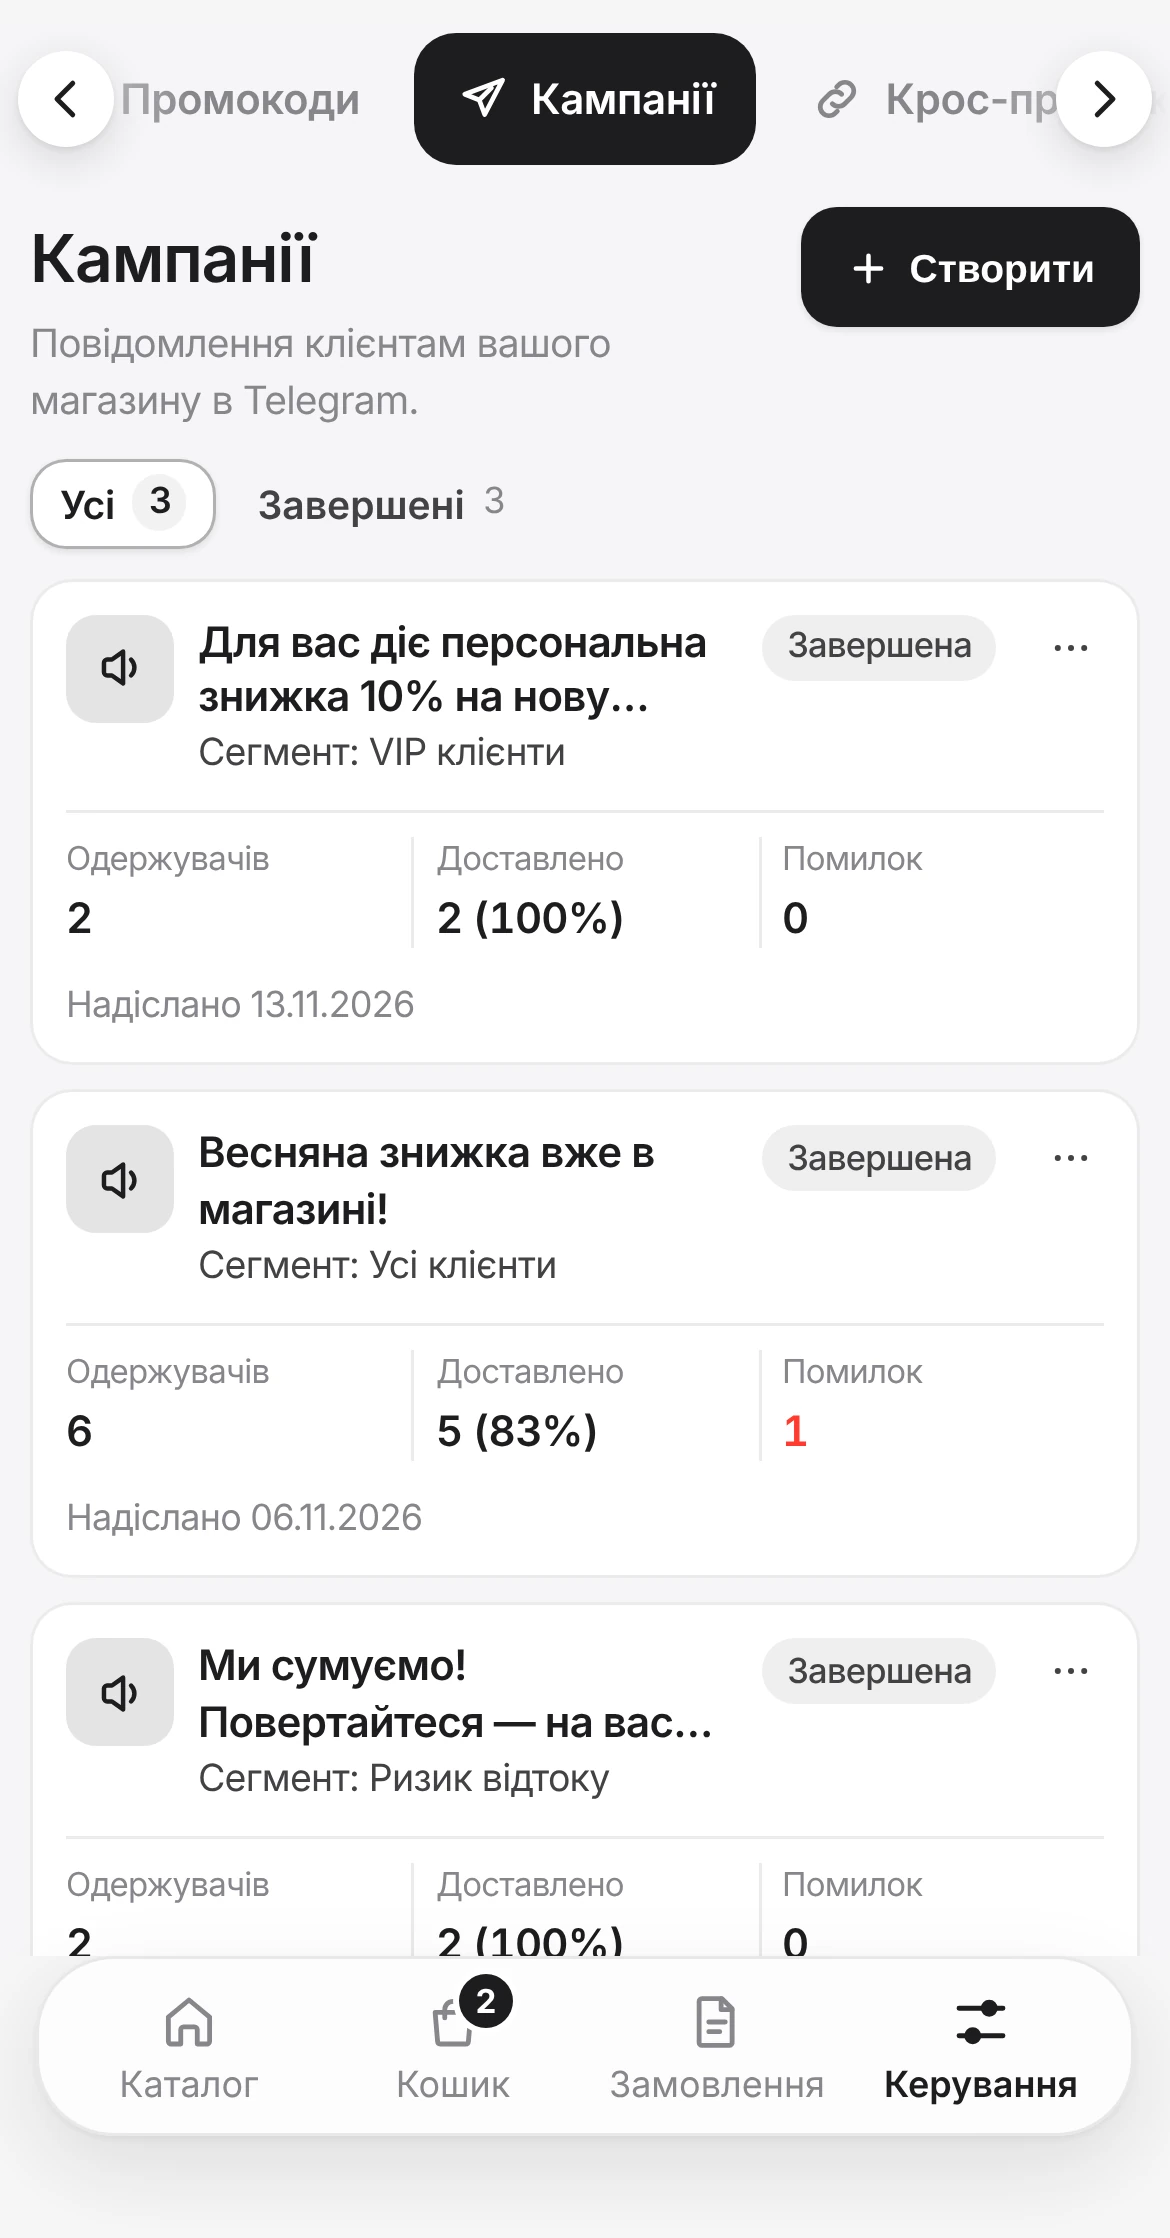 Промокоди
Кампанії
Крос-пр
Кампанії
Створити
Повідомлення клієнтам вашого
магазину в Telegram.
Усі 3
Завершені 3
Для вас діє персональна
знижка 10% на нову...
Сегмент: VIP клієнти
Завершена
Одержувачів
Доставлено
Помилок
2
2 (100%)
0
Надіслано 13.11.2026
Весняна знижка вже в
магазині!
Сегмент: Усі клієнти
Завершена
Одержувачів
Доставлено
Помилок
6
5 (83%)
1
Надіслано 06.11.2026
Ми сумуємо!
Повертайтеся — на вас...
Сегмент: Ризик відтоку
Завершена
Одержувачів
Доставлено
Помилок
2
2 (100%)
0
2
Каталог
Кошик
Замовлення
Керування